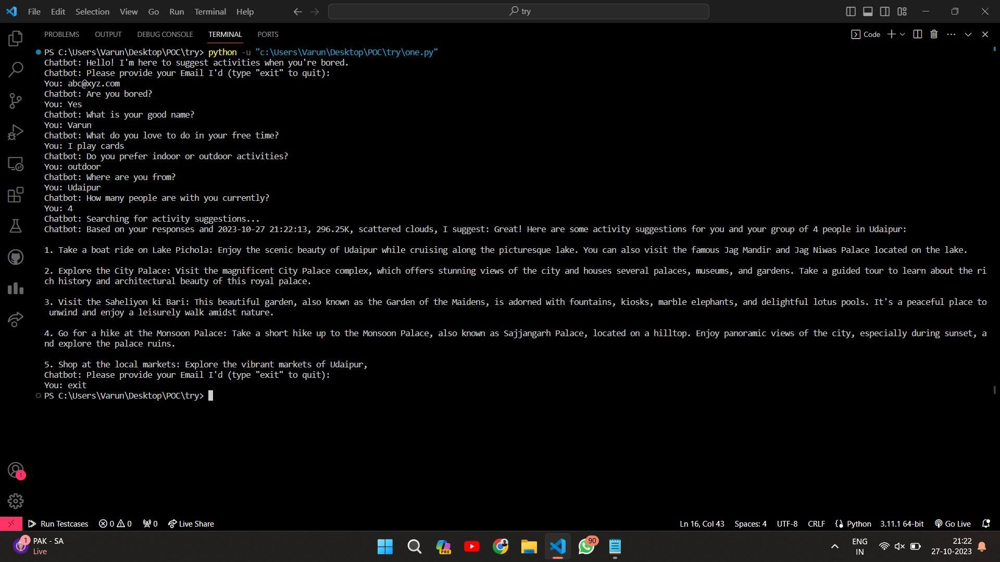 File Edit Selection View Go Run Terminal Help
try
PROBLEMS OUTPUT DEBUG CONSOLE TERMINAL PORTS
Code
PS C:\Users\Varun\Desktop\POC\try> python -u "c:\Users\Varun\Desktop\POC\try\one.py"
Chatbot: Hello! I'm here to suggest activities when you're bored.
Chatbot: Please provide your Email I'd (type "exit" to quit):
You: abc@xyz.com
Chatbot: Are you bored?
You: Yes
Chatbot: What is your good name?
You: Varun
Chatbot: What do you love to do in your free time?
You: I play cards
Chatbot: Do you prefer indoor or outdoor activities?
You: outdoor
Chatbot: Where are you from?
You: Udaipur
Chatbot: How many people are with you currently?
You: 4
Chatbot: Searching for activity suggestions...
Chatbot: Based on your responses and 2023-10-27 21:22:13, 296.25K, scattered clouds, I suggest: Great! Here are some activity suggestions for you and your group of 4 people in Udaipur:
1. Take a boat ride on Lake Pichola: Enjoy the scenic beauty of Udaipur while cruising along the picturesque lake. You can also visit the famous Jag Mandir and Jag Niwas Palace located on the lake.
2. Explore the City Palace: Visit the magnificent City Palace complex, which offers stunning views of the city and houses several palaces, museums, and gardens. Take a guided tour to learn about the ri
ch history and architectural beauty of this royal palace.
3. Visit the Saheliyon ki Bari: This beautiful garden, also known as the Garden of the Maidens, is adorned with fountains, kiosks, marble elephants, and delightful lotus pools. It's a peaceful place to
unwind and enjoy a leisurely walk amidst nature.
4. Go for a hike at the Monsoon Palace: Take a short hike up to the Monsoon Palace, also known as Sajjangarh Palace, located on a hilltop. Enjoy panoramic views of the city, especially during sunset, a
nd explore the palace ruins.
5. Shop at the local markets: Explore the vibrant markets of Udaipur,
Chatbot: Please provide your Email I'd (type "exit" to quit):
You: exit
PS C:\Users\Varun\Desktop\POC\try>
1
Run Testcases 0 0 0 Live Share Ln 16, Col 43 Spaces: 4 UTF-8 CRLF Python 3.11.1 64-bit Go Live
1 PAK - SA
Live
PRE
90
ENG
IN
21:22
27-10-2023